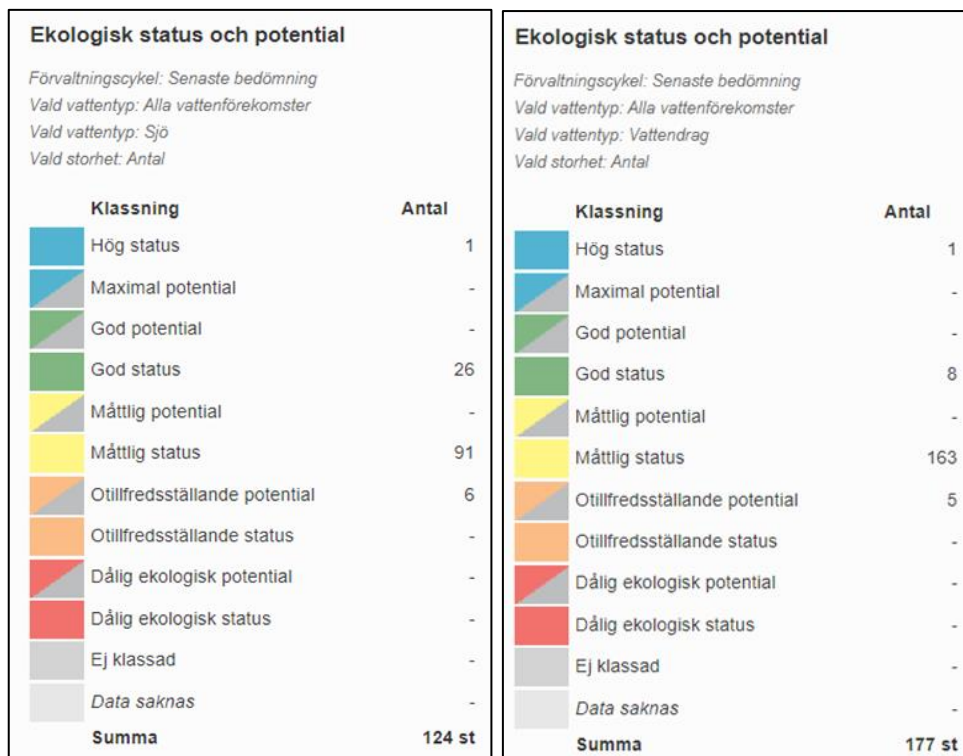 Ekologisk status och potential
Förvaltningscykel: Senaste bedömning
Vald vattentyp: Alla vattenförekomster
Vald vattentyp: Sjö
Vald storhet: Antal
Klassning Antal
Hög status 1
Maximal potential -
God potential -
God status 26
Måttlig potential -
Måttlig status 91
Otillfredsställande potential 6
Otillfredsställande status -
Dålig ekologisk potential -
Dålig ekologisk status -
Ej klassad -
Data saknas -
Summa 124 st
Ekologisk status och potential
Förvaltningscykel: Senaste bedömning
Vald vattentyp: Alla vattenförekomster
Vald vattentyp: Vattendrag
Vald storhet: Antal
Klassning Antal
Hög status 1
Maximal potential -
God potential -
God status 8
Måttlig potential -
Måttlig status 163
Otillfredsställande potential 5
Otillfredsställande status -
Dålig ekologisk potential -
Dålig ekologisk status -
Ej klassad -
Data saknas -
Summa 177 st